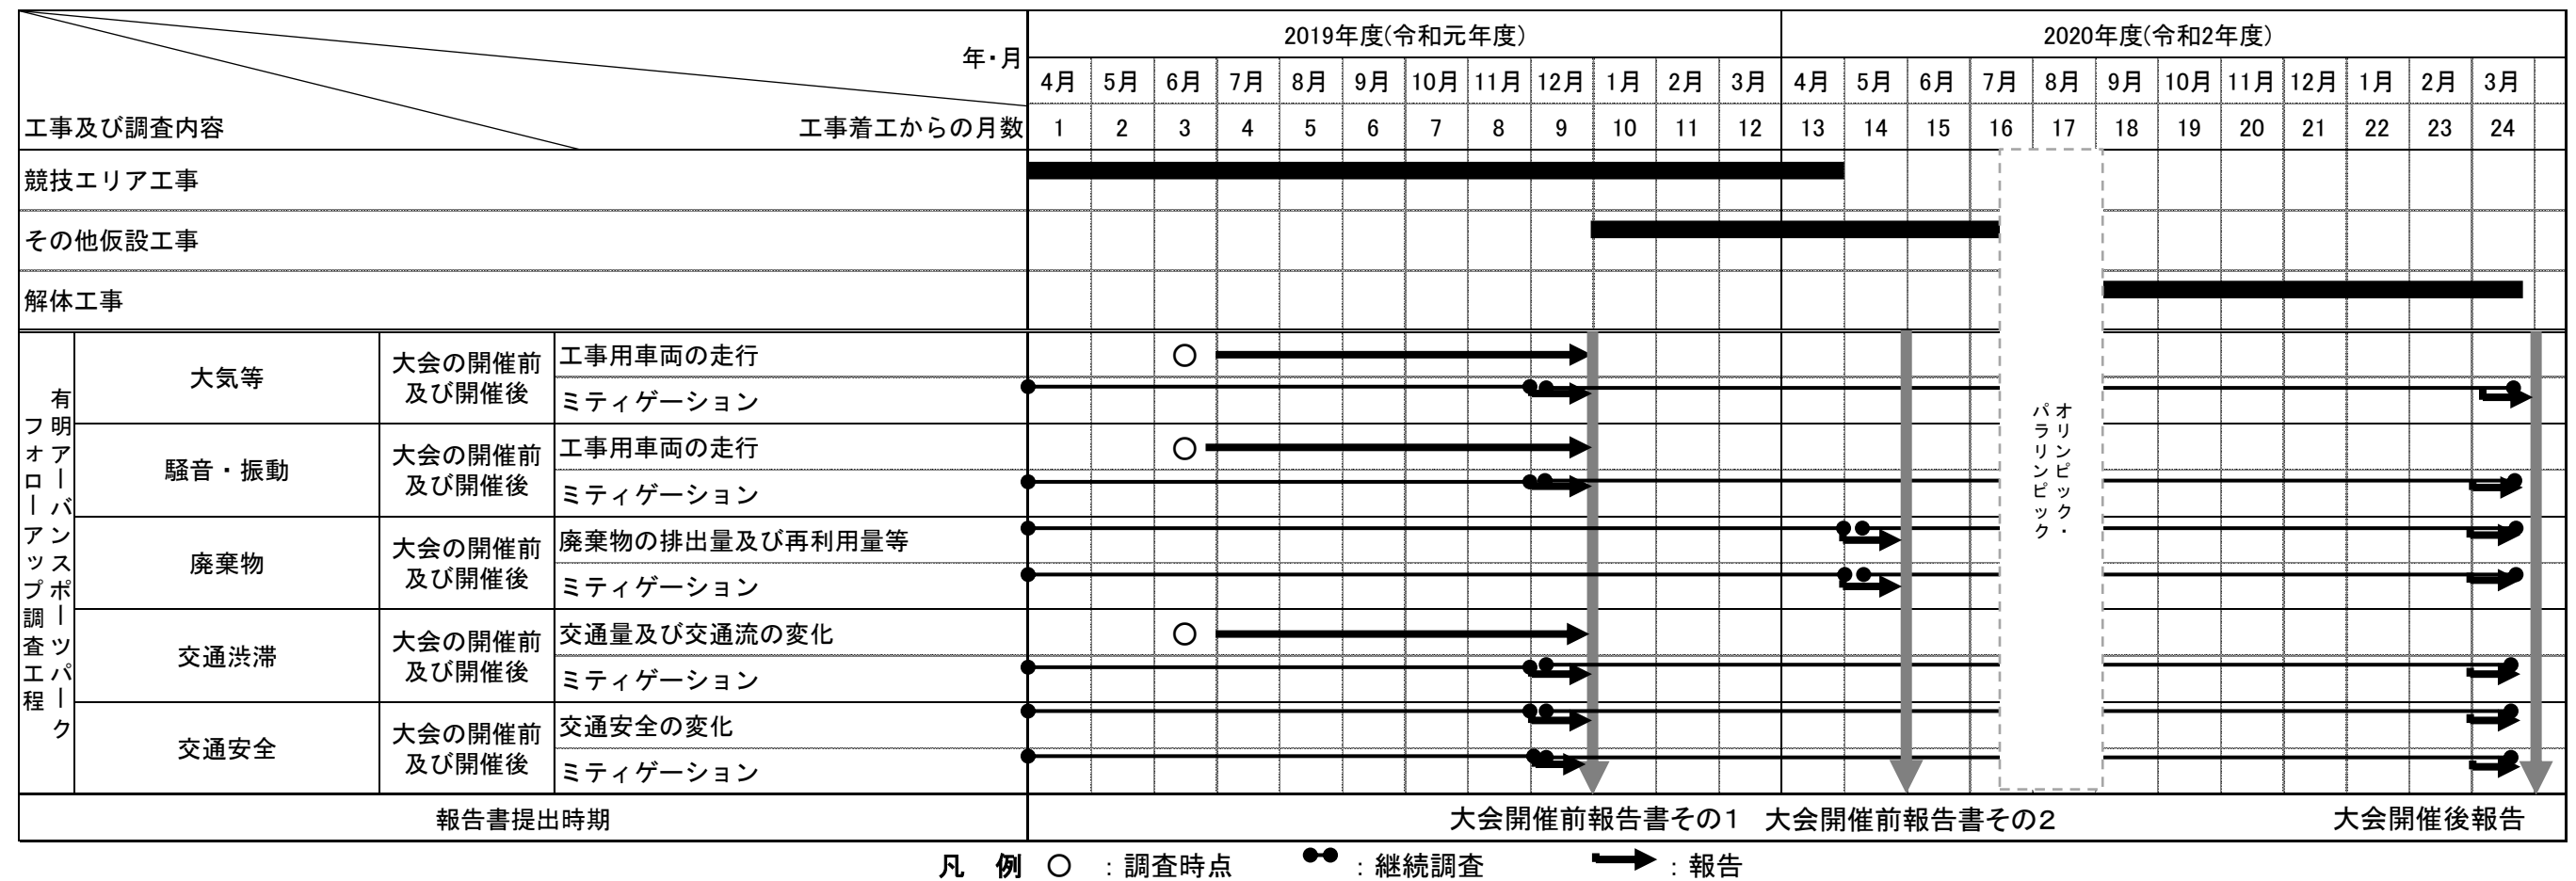 年・月
2019年度(令和元年度)
2020年度(令和2年度)
4月 5月 6月 7月 8月 9月 10月 11月 12月 1月 2月 3月 4月 5月 6月 7月 8月 9月 10月 11月 12月 1月 2月 3月
工事及び調査内容
工事着工からの月数
1 2 3 4 5 6 7 8 9 10 11 12 13 14 15 16 17 18 19 20 21 22 23 24
競技エリア工事
その他仮設工事
解体工事
有明アーバンスポーツパーク
フォローアップ調査工程
大気等
大会の開催前
及び開催後
工事用車両の走行
ミティゲーション
騒音・振動
大会の開催前
及び開催後
工事用車両の走行
ミティゲーション
廃棄物
大会の開催前
及び開催後
廃棄物の排出量及び再利用量等
ミティゲーション
交通渋滞
大会の開催前
及び開催後
交通量及び交通流の変化
ミティゲーション
交通安全
大会の開催前
及び開催後
交通安全の変化
ミティゲーション
オリンピック・
パラリンピック
報告書提出時期
大会開催前報告書その1
大会開催前報告書その2
大会開催後報告
凡 例 ○ :調査時点 :継続調査 :報告